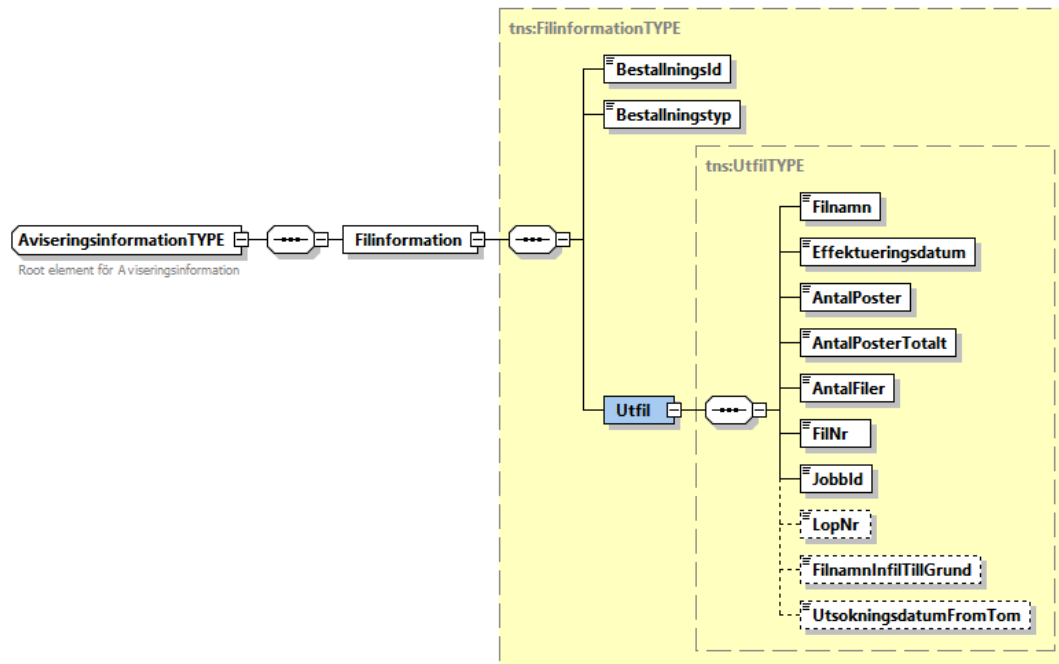 tns:FilinformationTYPE
BestallningsId
Bestallningstyp
tns:UtfilTYPE
Filnamn
Effektueringsdatum
AviseringsinformationTYPE
Filinformation
Root element för Aviseringsinformation
AntalPoster
AntalPosterTotalt
AntalFiler
Utfil
FilNr
JobbId
LopNr
FilnamnInfilTillGrund
UtsokningsdatumFromTom